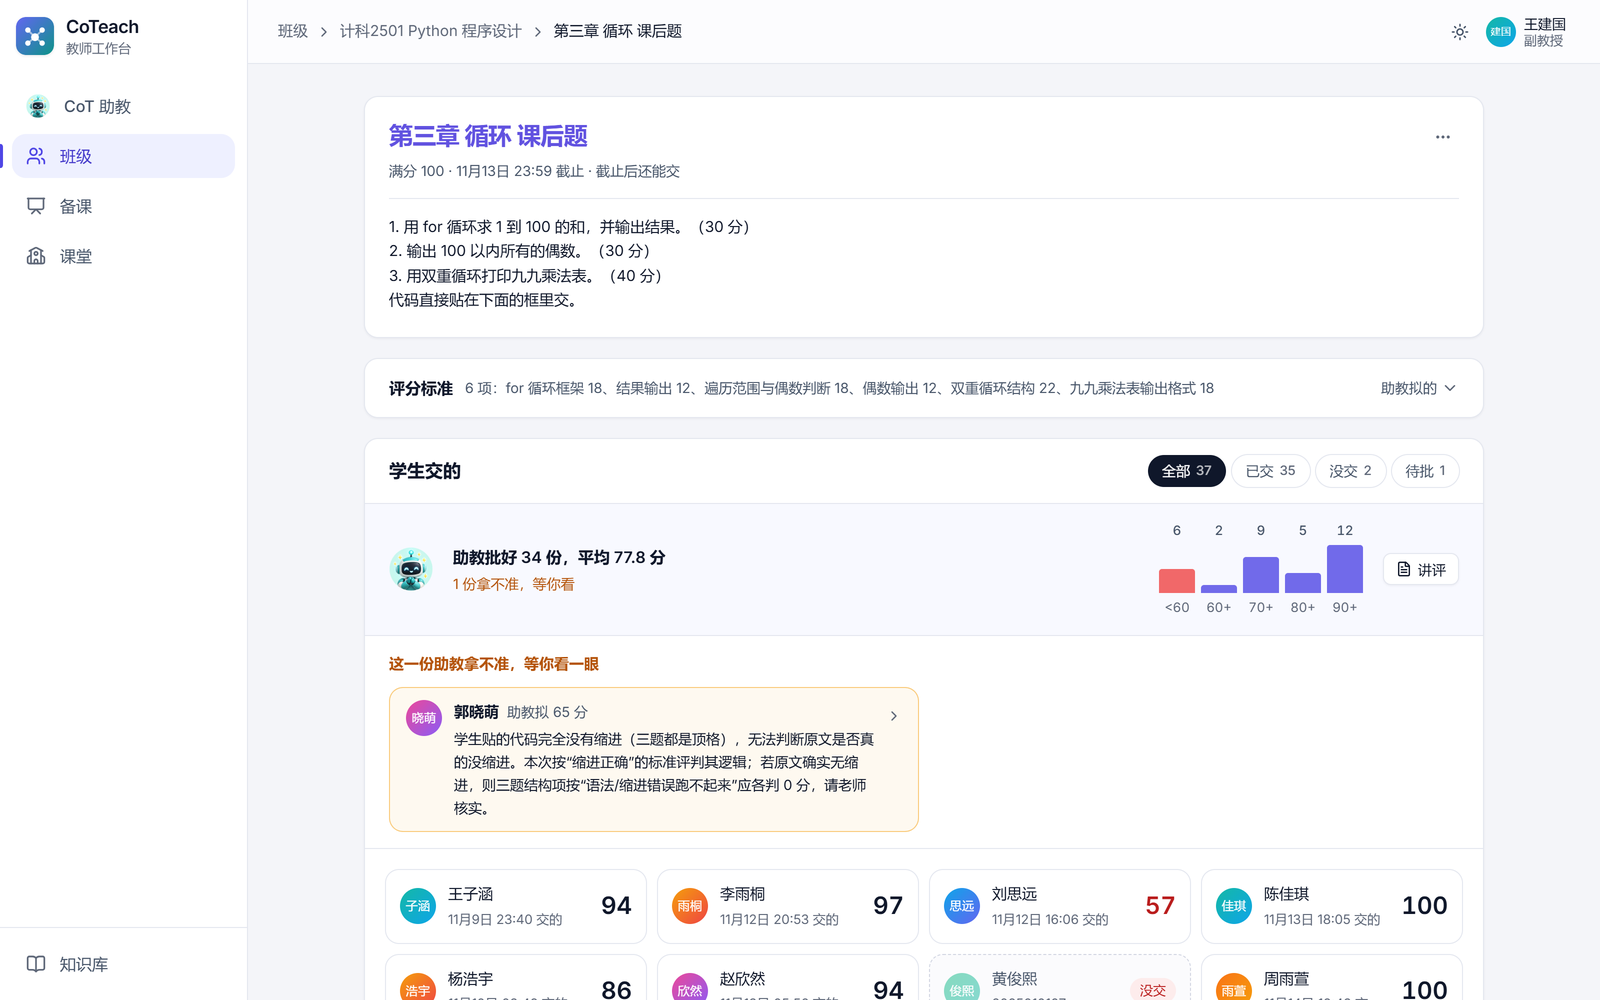 CoTeach
教师工作台
CoT 助教
班级
备课
课堂
知识库
班级 > 计科2501 Python 程序设计 > 第三章 循环 课后题
建国
王建国
副教授
第三章 循环 课后题
满分 100 · 11月13日 23:59 截止 · 截止后还能交
1. 用 for 循环求 1 到 100 的和，并输出结果。（30 分）
2. 输出 100 以内所有的偶数。（30 分）
3. 用双重循环打印九九乘法表。（40 分）
代码直接贴在下面的框里交。
评分标准 6 项：for 循环框架 18、结果输出 12、遍历范围与偶数判断 18、偶数输出 12、双重循环结构 22、九九乘法表输出格式 18
助教拟的
学生交的
全部 37
已交 35
没交 2
待批 1
助教批好 34 份，平均 77.8 分
1 份拿不准，等你看
6 2 9 5 12
<60 60+ 70+ 80+ 90+
讲评
这一份助教拿不准，等你看一眼
晓萌
郭晓萌 助教拟 65 分
学生贴的代码完全没有缩进（三题都是顶格），无法判断原文是否真
的没缩进。本次按“缩进正确”的标准评判其逻辑；若原文确实无缩
进，则三题结构项按“语法/缩进错误跑不起来”应各判 0 分，请老师
核实。
子涵
王子涵
11月9日 23:40 交的
94
雨桐
李雨桐
11月12日 20:53 交的
97
思远
刘思远
11月12日 16:06 交的
57
佳琪
陈佳琪
11月13日 18:05 交的
100
浩宇
杨浩宇
86
欣然
赵欣然
94
俊熙
黄俊熙
没交
雨萱
周雨萱
100